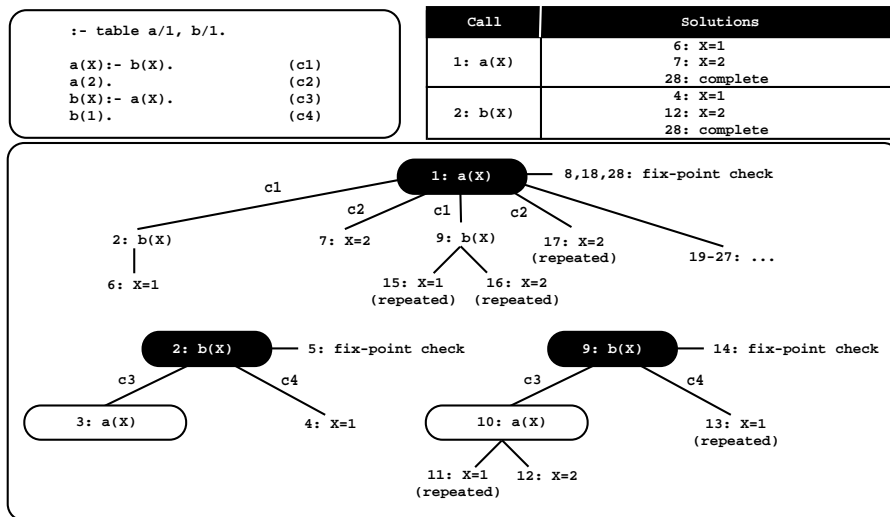 :- table a/1, b/1.
a(X):- b(X). (c1)
a(2). (c2)
b(X):- a(X). (c3)
b(1). (c4)
Call Solutions
1: a(X)
6: X=1
7: X=2
28: complete
2: b(X)
4: X=1
12: X=2
28: complete
1: a(X) 8,18,28: fix-point check
c1 c2 c1 c2
2: b(X) 7: X=2 9: b(X) 17: X=2 19-27: ...
(repeated)
6: X=1 15: X=1 16: X=2
(repeated) (repeated)
2: b(X) 5: fix-point check 9: b(X) 14: fix-point check
c3 c4 c3 c4
3: a(X) 4: X=1 10: a(X) 13: X=1
(repeated)
11: X=1 12: X=2
(repeated)